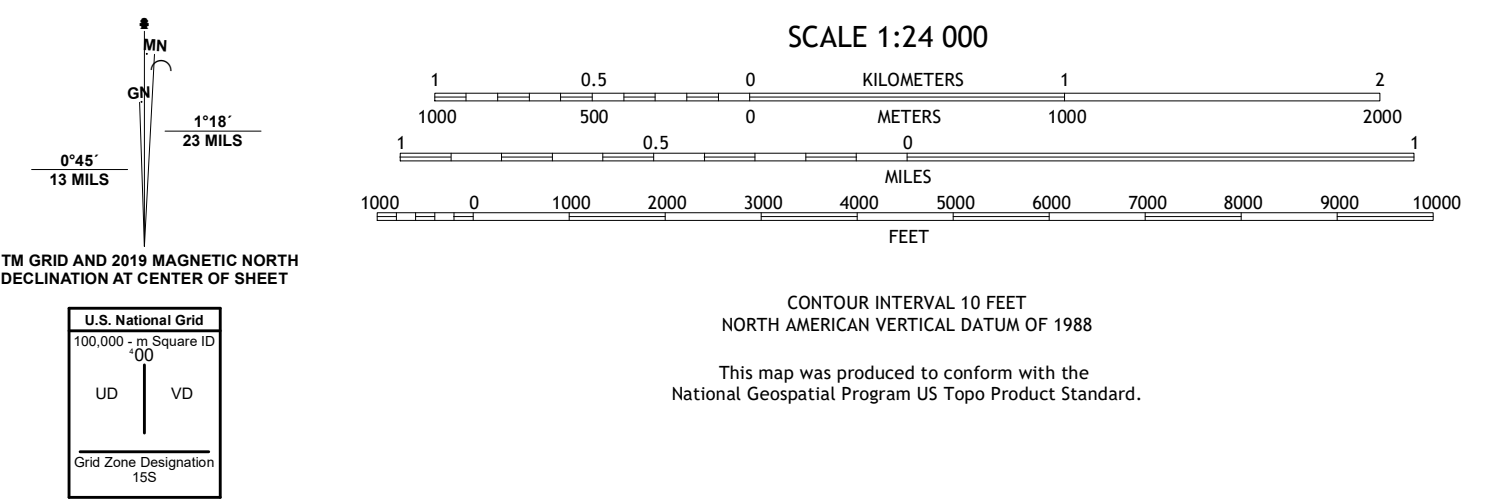 MN
GN
1°18´
23 MILS
0°45´
13 MILS
TM GRID AND 2019 MAGNETIC NORTH
DECLINATION AT CENTER OF SHEET
U.S. National Grid
100,000 - m Square ID
⁴00
UD VD
Grid Zone Designation
15S
SCALE 1:24 000
1 0.5 0 KILOMETERS 1 2
1000 500 0 METERS 1000 2000
1 0.5 0 1
MILES
1000 0 1000 2000 3000 4000 5000 6000 7000 8000 9000 10000
FEET
CONTOUR INTERVAL 10 FEET
NORTH AMERICAN VERTICAL DATUM OF 1988
This map was produced to conform with the
National Geospatial Program US Topo Product Standard.